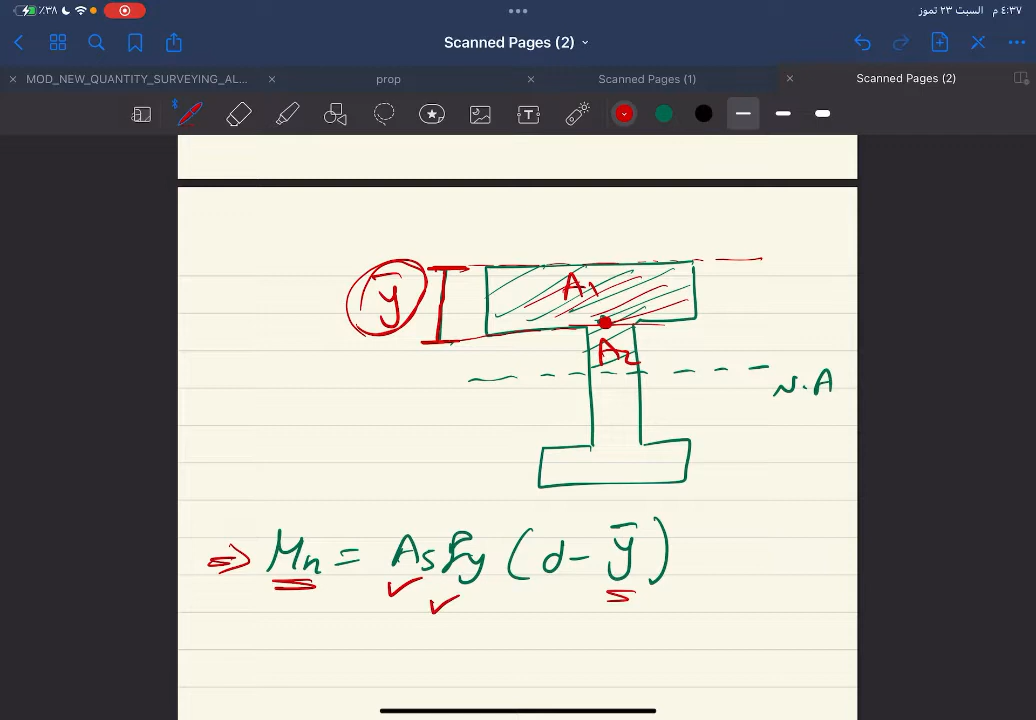 ٪٣٨
٤:٣٧ م السبت ٢٣ تموز
Scanned Pages (2)
MOD_NEW_QUANTITY_SURVEYING_AL...
prop
Scanned Pages (1)
Scanned Pages (2)
ȳ
A1
A2
N.A
⇒ Mn = As Fy (d - ȳ)